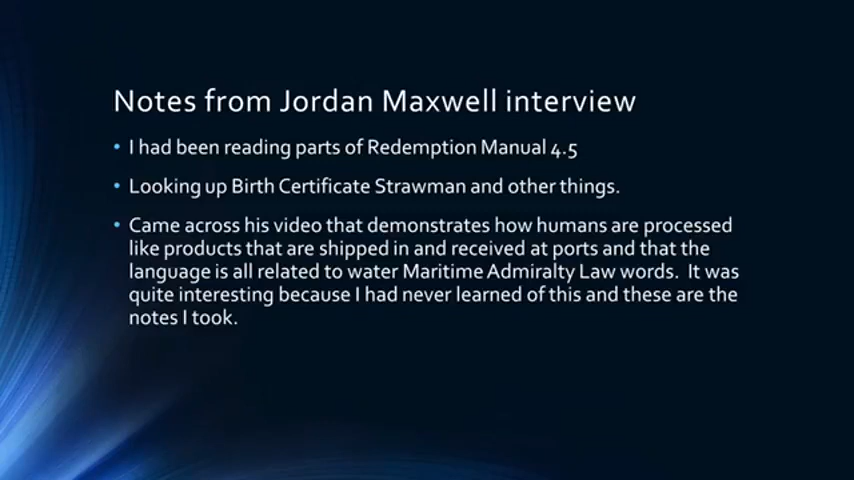 Notes from Jordan Maxwell interview
• I had been reading parts of Redemption Manual 4.5
• Looking up Birth Certificate Strawman and other things.
• Came across his video that demonstrates how humans are processed
like products that are shipped in and received at ports and that the
language is all related to water Maritime Admiralty Law words.  It was
quite interesting because I had never learned of this and these are the
notes I took.